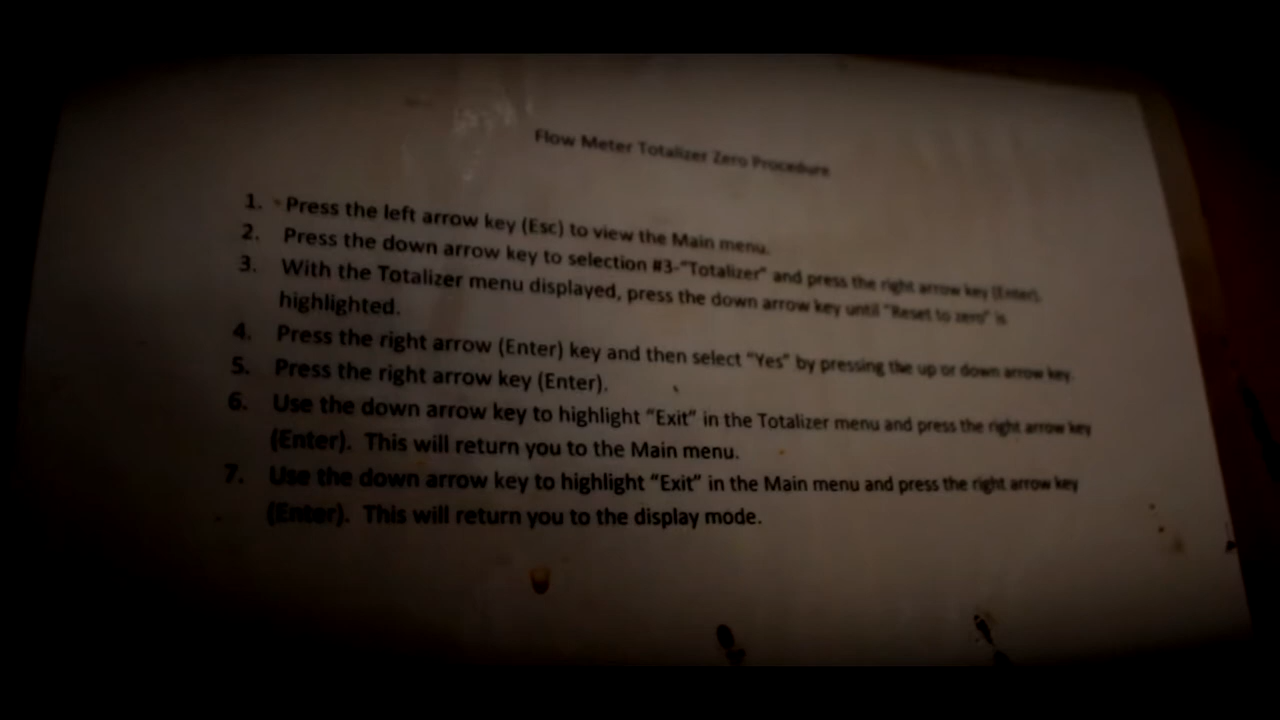 Flow Meter Totalizer Zero Procedure
1. Press the left arrow key (Esc) to view the Main menu.
2. Press the down arrow key to selection #3-"Totalizer" and press the right arrow key (Enter).
3. With the Totalizer menu displayed, press the down arrow key until "Reset to zero" is
highlighted.
4. Press the right arrow (Enter) key and then select "Yes" by pressing the up or down arrow key.
5. Press the right arrow key (Enter).
6. Use the down arrow key to highlight "Exit" in the Totalizer menu and press the right arrow key
(Enter). This will return you to the Main menu.
7. Use the down arrow key to highlight "Exit" in the Main menu and press the right arrow key
(Enter). This will return you to the display mode.